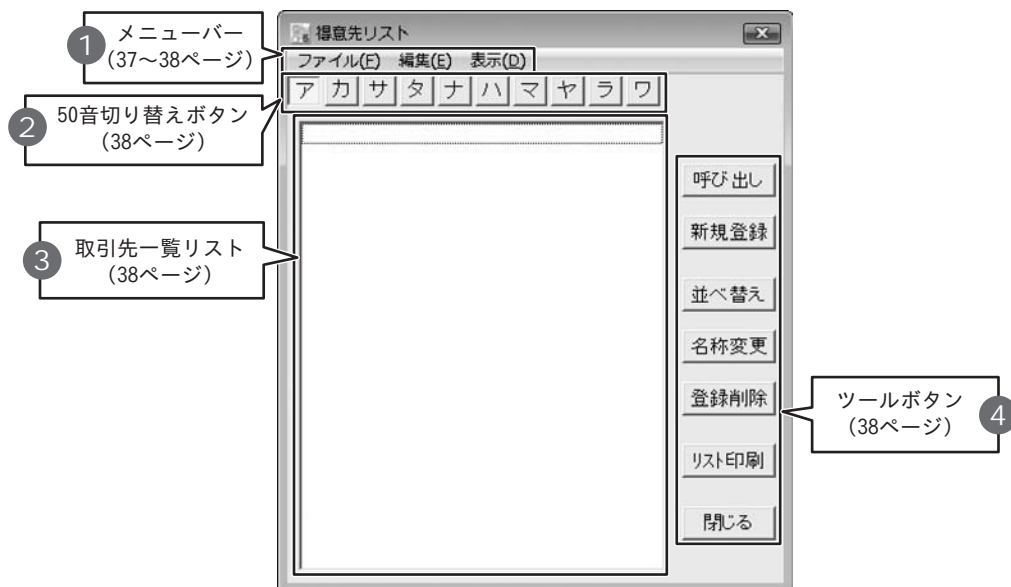 1
メニューバー
(37〜38ページ)
得意先リスト
ファイル(F) 編集(E) 表示(D)
ア カ サ タ ナ ハ マ ヤ ラ ワ
2
50音切り替えボタン
(38ページ)
3
取引先一覧リスト
(38ページ)
呼び出し
新規登録
並べ替え
名称変更
登録削除
リスト印刷
閉じる
ツールボタン
(38ページ)
4